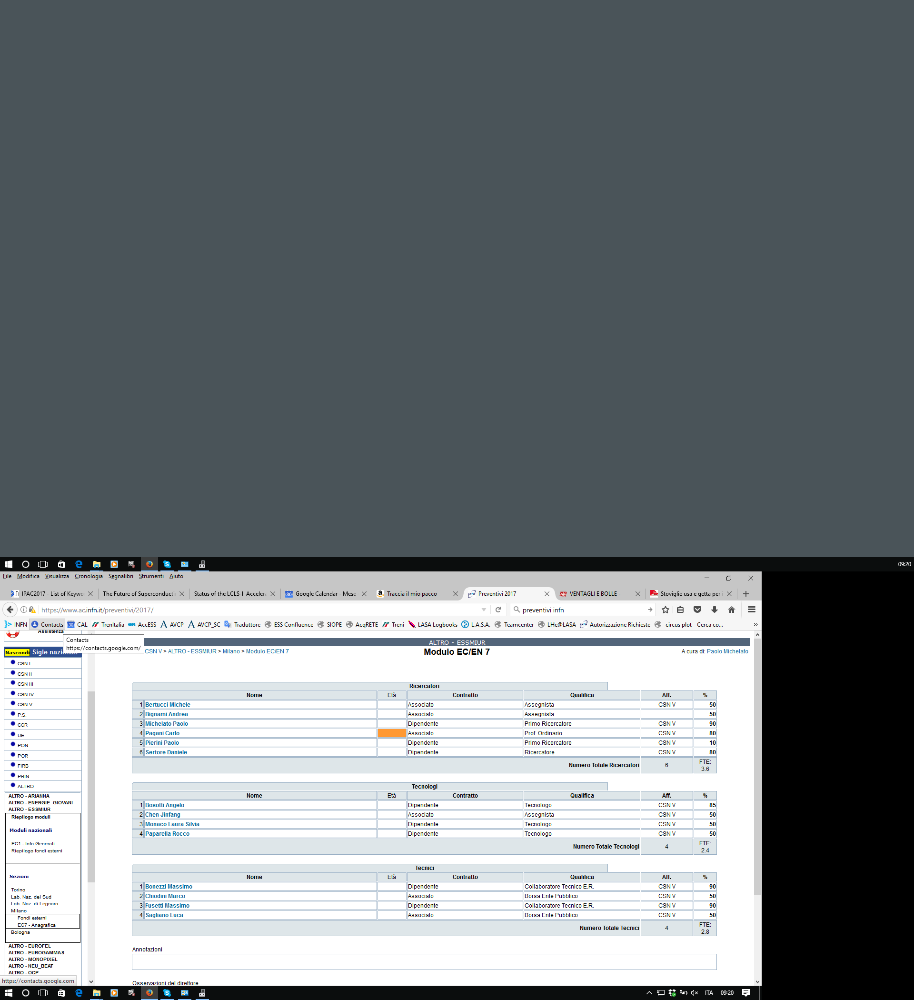 09:20
File Modifica Visualizza Cronologia Segnalibri Strumenti Aiuto
IPAC2017 - List of Keywo The Future of Superconducti Status of the LCLS-II Accelera Google Calendar - Mese Traccia il mio pacco Preventivi 2017 VENTAGLI E BOLLE - Stoviglie usa e getta per
https://www.ac.infn.it/preventivi/2017/ preventivi infn
INFN Contacts 30 CAL TrenItalia AccESS AVCP AVCP_SC Traduttore ESS Confluence SIOPE AcqRETE Treni LASA Logbooks L.A.S.A. Teamcenter LHe@LASA Autorizzazione Richieste circus plot - Cerca co... »
Assistenza
Contacts
https://contacts.google.com/
ALTRO - ESSMIUR
CSN V > ALTRO - ESSMIUR > Milano > Modulo EC/EN 7 Modulo EC/EN 7 A cura di: Paolo Michelato
Nascondi Sigle nazi
CSN I
CSN II
CSN III
CSN IV
CSN V
P.S.
CCR
UE
PON
POR
FIRB
PRIN
ALTRO
ALTRO - ARIANNA
ALTRO - ENERGIE_GIOVANI
ALTRO - ESSMIUR
Riepilogo moduli
Moduli nazionali
EC1 - Info Generali
Riepilogo fondi esterni
Sezioni
Torino
Lab. Naz. del Sud
Lab. Naz. di Legnaro
Milano
Fondi esterni
EC7 - Anagrafica
Bologna
ALTRO - EUROFEL
ALTRO - EUROGAMMAS
ALTRO - MONOPIXEL
ALTRO - NEU_BEAT
ALTRO - OCP
https://contacts.google.com
Ricercatori
Nome Età Contratto Qualifica Aff. %
1 Bertucci Michele Associato Assegnista CSN V 50
2 Bignami Andrea Associato Assegnista 50
3 Michelato Paolo Dipendente Primo Ricercatore CSN V 90
4 Pagani Carlo Associato Prof. Ordinario CSN V 80
5 Pierini Paolo Dipendente Primo Ricercatore CSN V 10
6 Sertore Daniele Dipendente Ricercatore CSN V 80
Numero Totale Ricercatori 6 FTE: 3.6
Tecnologi
Nome Età Contratto Qualifica Aff. %
1 Bosotti Angelo Dipendente Tecnologo CSN V 85
2 Chen Jinfang Associato Assegnista CSN V 50
3 Monaco Laura Silvia Dipendente Tecnologo CSN V 50
4 Paparella Rocco Dipendente Tecnologo CSN V 50
Numero Totale Tecnologi 4 FTE: 2.4
Tecnici
Nome Età Contratto Qualifica Aff. %
1 Bonezzi Massimo Dipendente Collaboratore Tecnico E.R. CSN V 90
2 Chiodini Marco Associato Borsa Ente Pubblico CSN V 50
3 Fusetti Massimo Dipendente Collaboratore Tecnico E.R. CSN V 90
4 Sagliano Luca Associato Borsa Ente Pubblico CSN V 50
Numero Totale Tecnici 4 FTE: 2.8
Annotazioni
Osservazioni del direttore
ITA 09:20